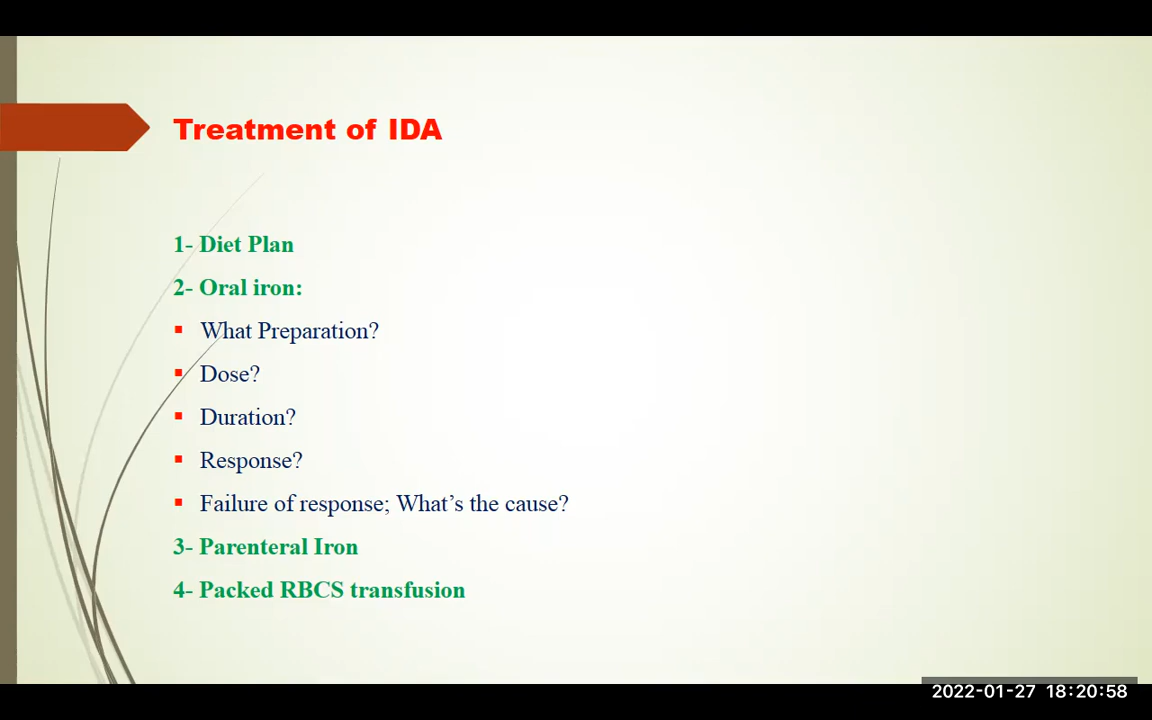 Treatment of IDA
1- Diet Plan
2- Oral iron:
▪ What Preparation?
▪ Dose?
▪ Duration?
▪ Response?
▪ Failure of response; What’s the cause?
3- Parenteral Iron
4- Packed RBCS transfusion
2022-01-27 18:20:58